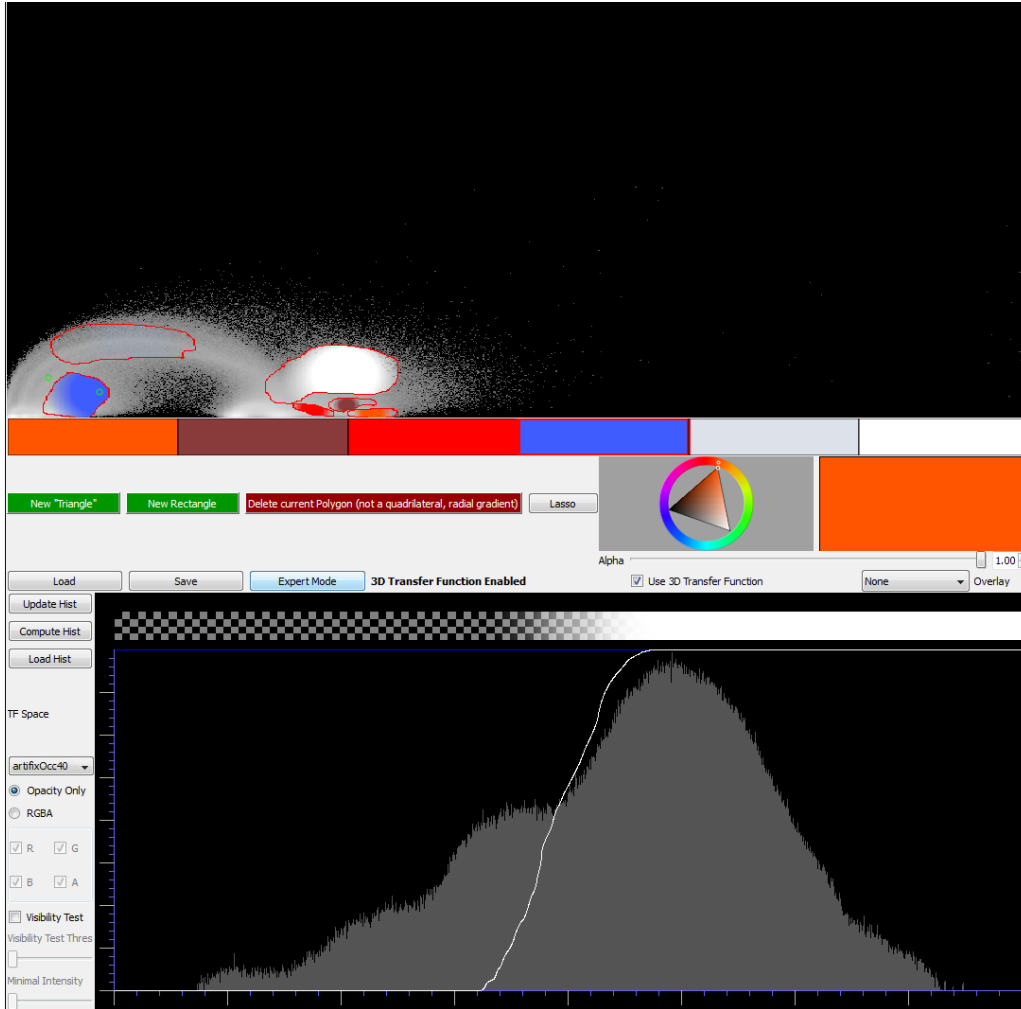 New "Triangle"
New Rectangle
Delete current Polygon (not a quadrilateral, radial gradient)
Lasso
Alpha
1.00
Load
Save
Expert Mode
3D Transfer Function Enabled
Use 3D Transfer Function
None
Overlay
Update Hist
Compute Hist
Load Hist
TF Space
artifixOcc40
Opacity Only
RGBA
R
G
B
A
Visibility Test
Visibility Test Thres
Minimal Intensity